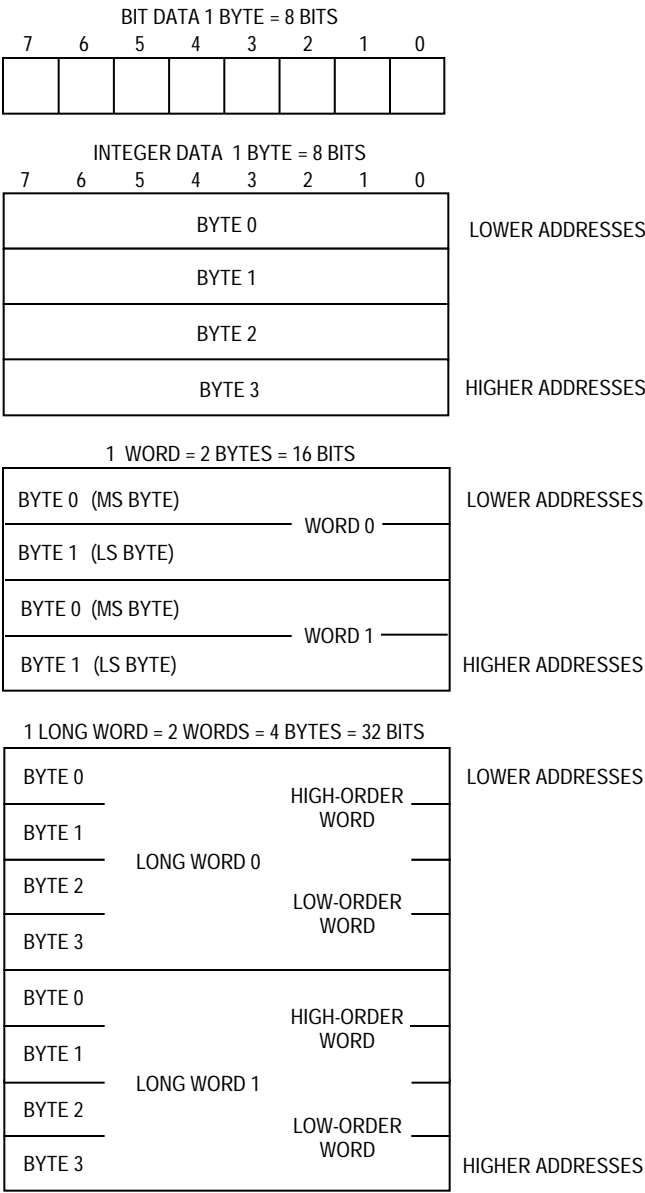 BIT DATA 1 BYTE = 8 BITS
7 6 5 4 3 2 1 0
INTEGER DATA 1 BYTE = 8 BITS
7 6 5 4 3 2 1 0
BYTE 0 LOWER ADDRESSES
BYTE 1
BYTE 2
BYTE 3 HIGHER ADDRESSES
1 WORD = 2 BYTES = 16 BITS
BYTE 0 (MS BYTE) LOWER ADDRESSES
WORD 0
BYTE 1 (LS BYTE)
BYTE 0 (MS BYTE)
WORD 1
BYTE 1 (LS BYTE) HIGHER ADDRESSES
1 LONG WORD = 2 WORDS = 4 BYTES = 32 BITS
BYTE 0 LOWER ADDRESSES
HIGH-ORDER
WORD
BYTE 1
LONG WORD 0
BYTE 2
LOW-ORDER
WORD
BYTE 3
BYTE 0
HIGH-ORDER
WORD
BYTE 1
LONG WORD 1
BYTE 2
LOW-ORDER
WORD
BYTE 3 HIGHER ADDRESSES